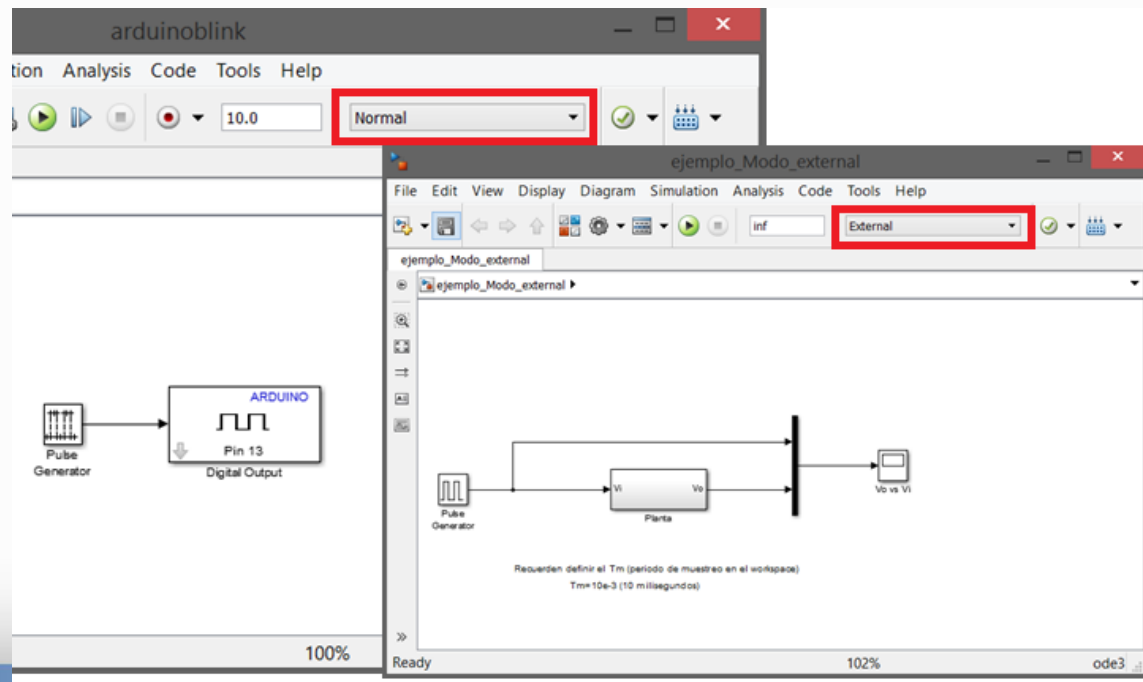 arduinoblink
tion Analysis Code Tools Help
10.0
Normal
ARDUINO
Pin 13
Pulse
Generator
Digital Output
100%
ejemplo_Modo_external
File Edit View Display Diagram Simulation Analysis Code Tools Help
inf
External
ejemplo_Modo_external
ejemplo_Modo_external
Pulse
Generator
Vi
Vo
Planta
Vo vs Vi
Recuerden definir el Tm (periodo de muestreo en el workspace)
Tm=10e-3 (10 milisegundos)
Ready
102%
ode3